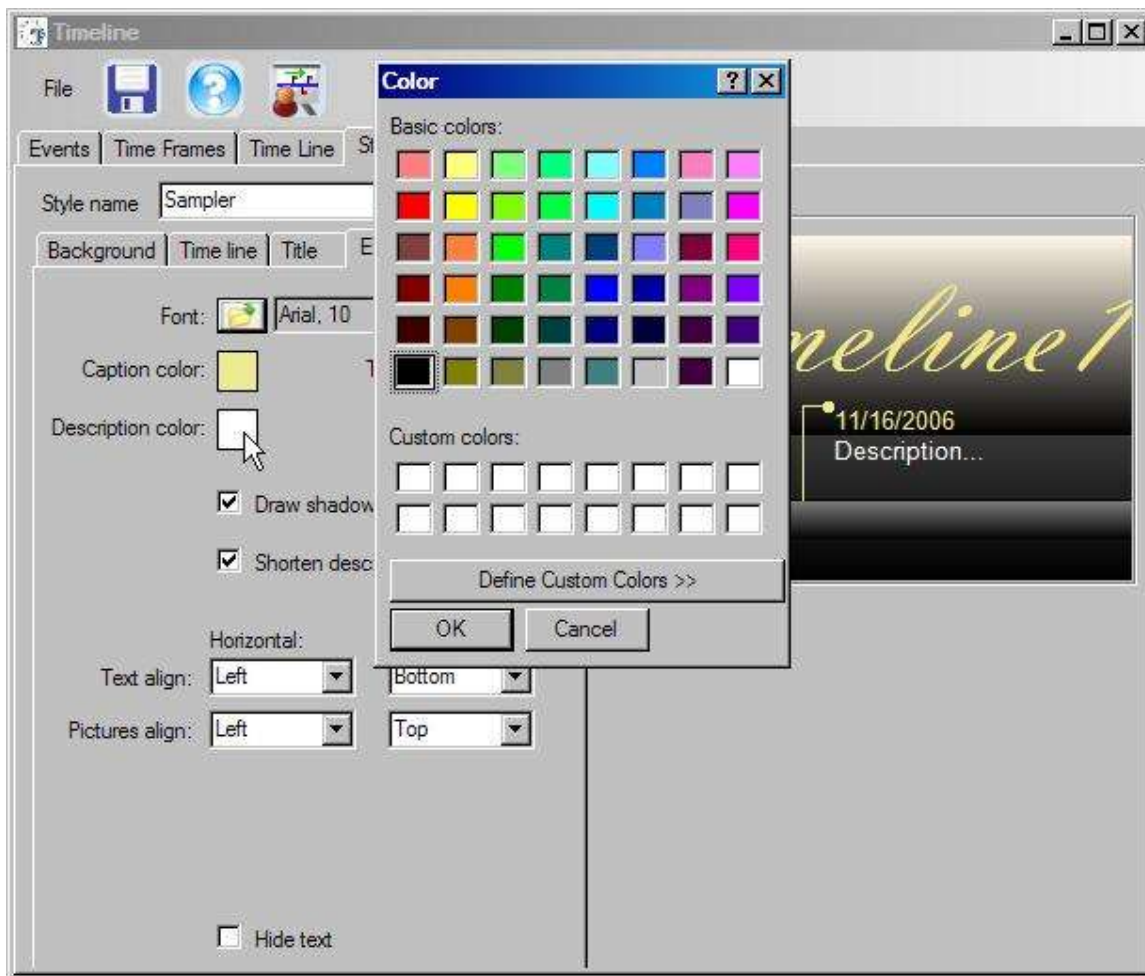 Timeline
File
Color
Basic colors:
Events Time Frames Time Line St
Style name Sampler
Background Time line Title E
Font: Arial, 10
Caption color: T
Description color:
Custom colors:
Draw shadow
Shorten desc
Define Custom Colors >>
OK Cancel
Horizontal:
Text align: Left Bottom
Pictures align: Left Top
Hide text
meline1
11/16/2006
Description...